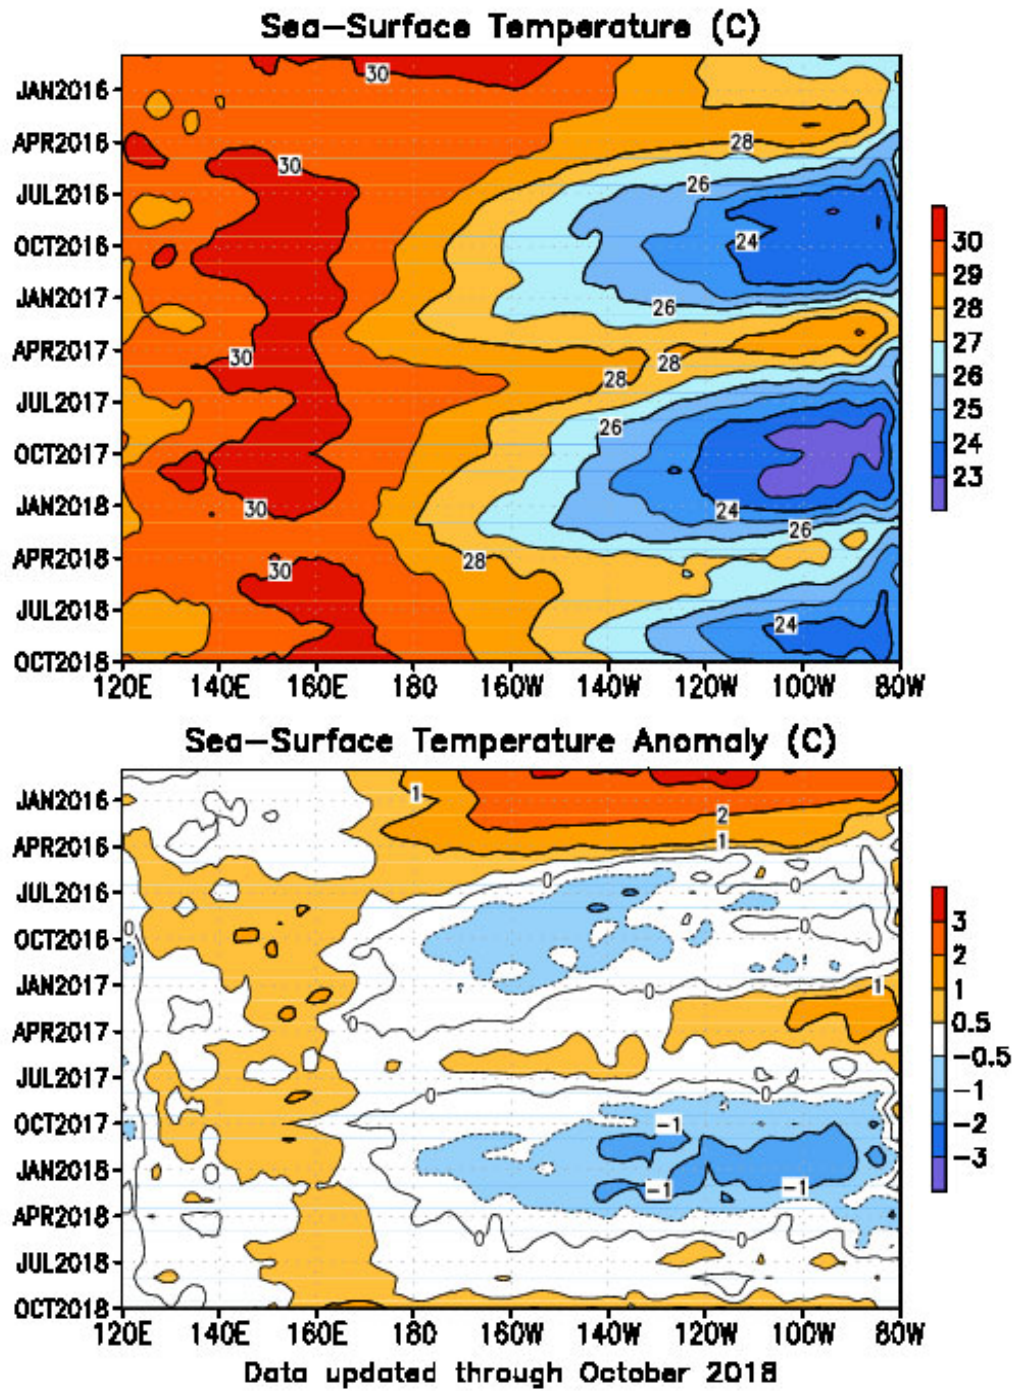 Sea-Surface Temperature (C)
JAN2016
APR2016
JUL2016
OCT2016
JAN2017
APR2017
JUL2017
OCT2017
JAN2018
APR2018
JUL2018
OCT2018
30
28
30
26
24
26
30
28
28
26
30
24
26
30
28
24
120E 140E 160E 180 160W 140W 120W 100W 80W
30
29
28
27
26
25
24
23
Sea-Surface Temperature Anomaly (C)
JAN2016
APR2016
JUL2016
OCT2016
JAN2017
APR2017
JUL2017
OCT2017
JAN2018
APR2018
JUL2018
OCT2018
1
2
1
0
0
0
0
1
0
0
0
0
-1
-1
-1
0
0
120E 140E 160E 180 160W 140W 120W 100W 80W
3
2
1
0.5
-0.5
-1
-2
-3
Data updated through October 2018